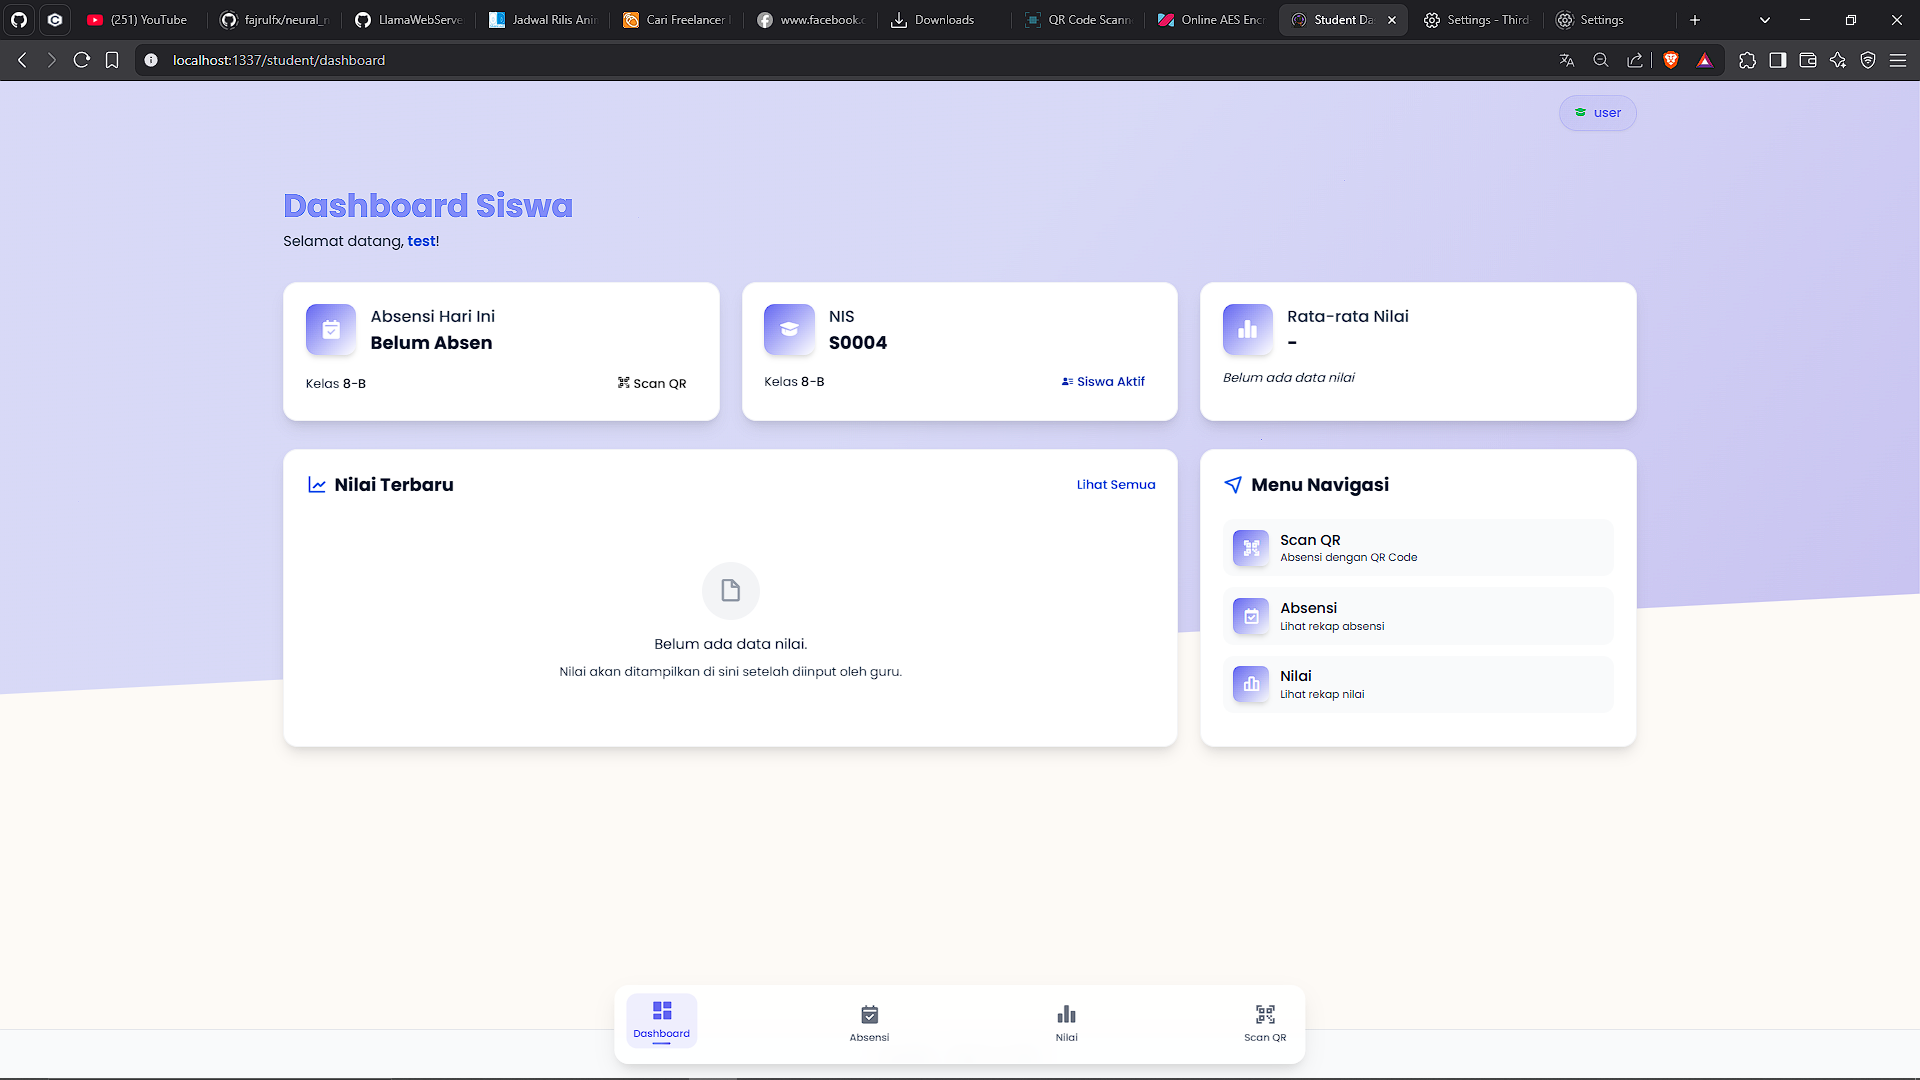 (251) YouTube
fajrulfx/neural_n
LlamaWebServe
Jadwal Rilis Anin
Cari Freelancer
www.facebook.c
Downloads
QR Code Scann
Online AES Encr
Student Da
Settings - Third
Settings
localhost:1337/student/dashboard
user
Dashboard Siswa
Selamat datang, test!
Absensi Hari Ini
Belum Absen
Kelas 8-B
Scan QR
NIS
S0004
Kelas 8-B
Siswa Aktif
Rata-rata Nilai
-
Belum ada data nilai
Nilai Terbaru
Lihat Semua
Belum ada data nilai.
Nilai akan ditampilkan di sini setelah diinput oleh guru.
Menu Navigasi
Scan QR
Absensi dengan QR Code
Absensi
Lihat rekap absensi
Nilai
Lihat rekap nilai
Dashboard
Absensi
Nilai
Scan QR